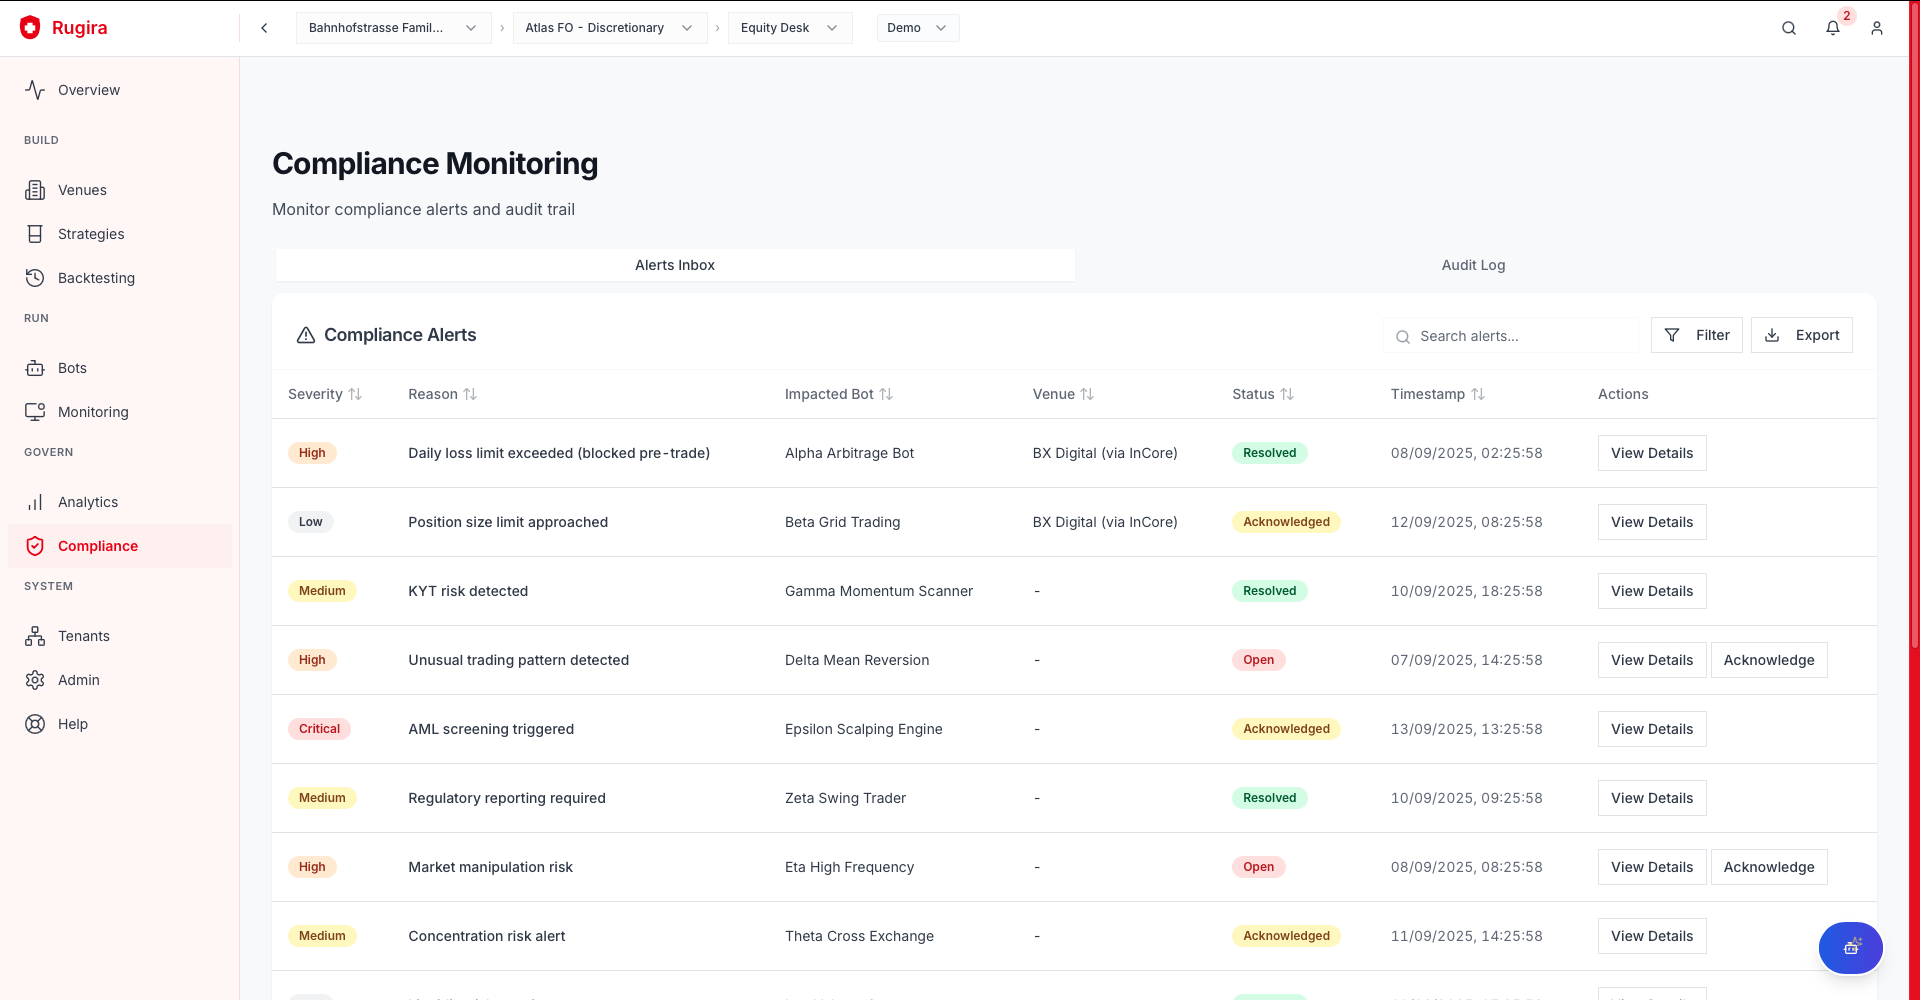 Rugira
Bahnhofstrasse Famil...
Atlas FO - Discretionary
Equity Desk
Demo
2
Overview
BUILD
Venues
Strategies
Backtesting
RUN
Bots
Monitoring
GOVERN
Analytics
Compliance
SYSTEM
Tenants
Admin
Help
Compliance Monitoring
Monitor compliance alerts and audit trail
Alerts Inbox
Audit Log
Compliance Alerts
Search alerts...
Filter
Export
Severity Reason Impacted Bot Venue Status Timestamp Actions
High Daily loss limit exceeded (blocked pre-trade) Alpha Arbitrage Bot BX Digital (via InCore) Resolved 08/09/2025, 02:25:58 View Details
Low Position size limit approached Beta Grid Trading BX Digital (via InCore) Acknowledged 12/09/2025, 08:25:58 View Details
Medium KYT risk detected Gamma Momentum Scanner - Resolved 10/09/2025, 18:25:58 View Details
High Unusual trading pattern detected Delta Mean Reversion - Open 07/09/2025, 14:25:58 View Details Acknowledge
Critical AML screening triggered Epsilon Scalping Engine - Acknowledged 13/09/2025, 13:25:58 View Details
Medium Regulatory reporting required Zeta Swing Trader - Resolved 10/09/2025, 09:25:58 View Details
High Market manipulation risk Eta High Frequency - Open 08/09/2025, 08:25:58 View Details Acknowledge
Medium Concentration risk alert Theta Cross Exchange - Acknowledged 11/09/2025, 14:25:58 View Details